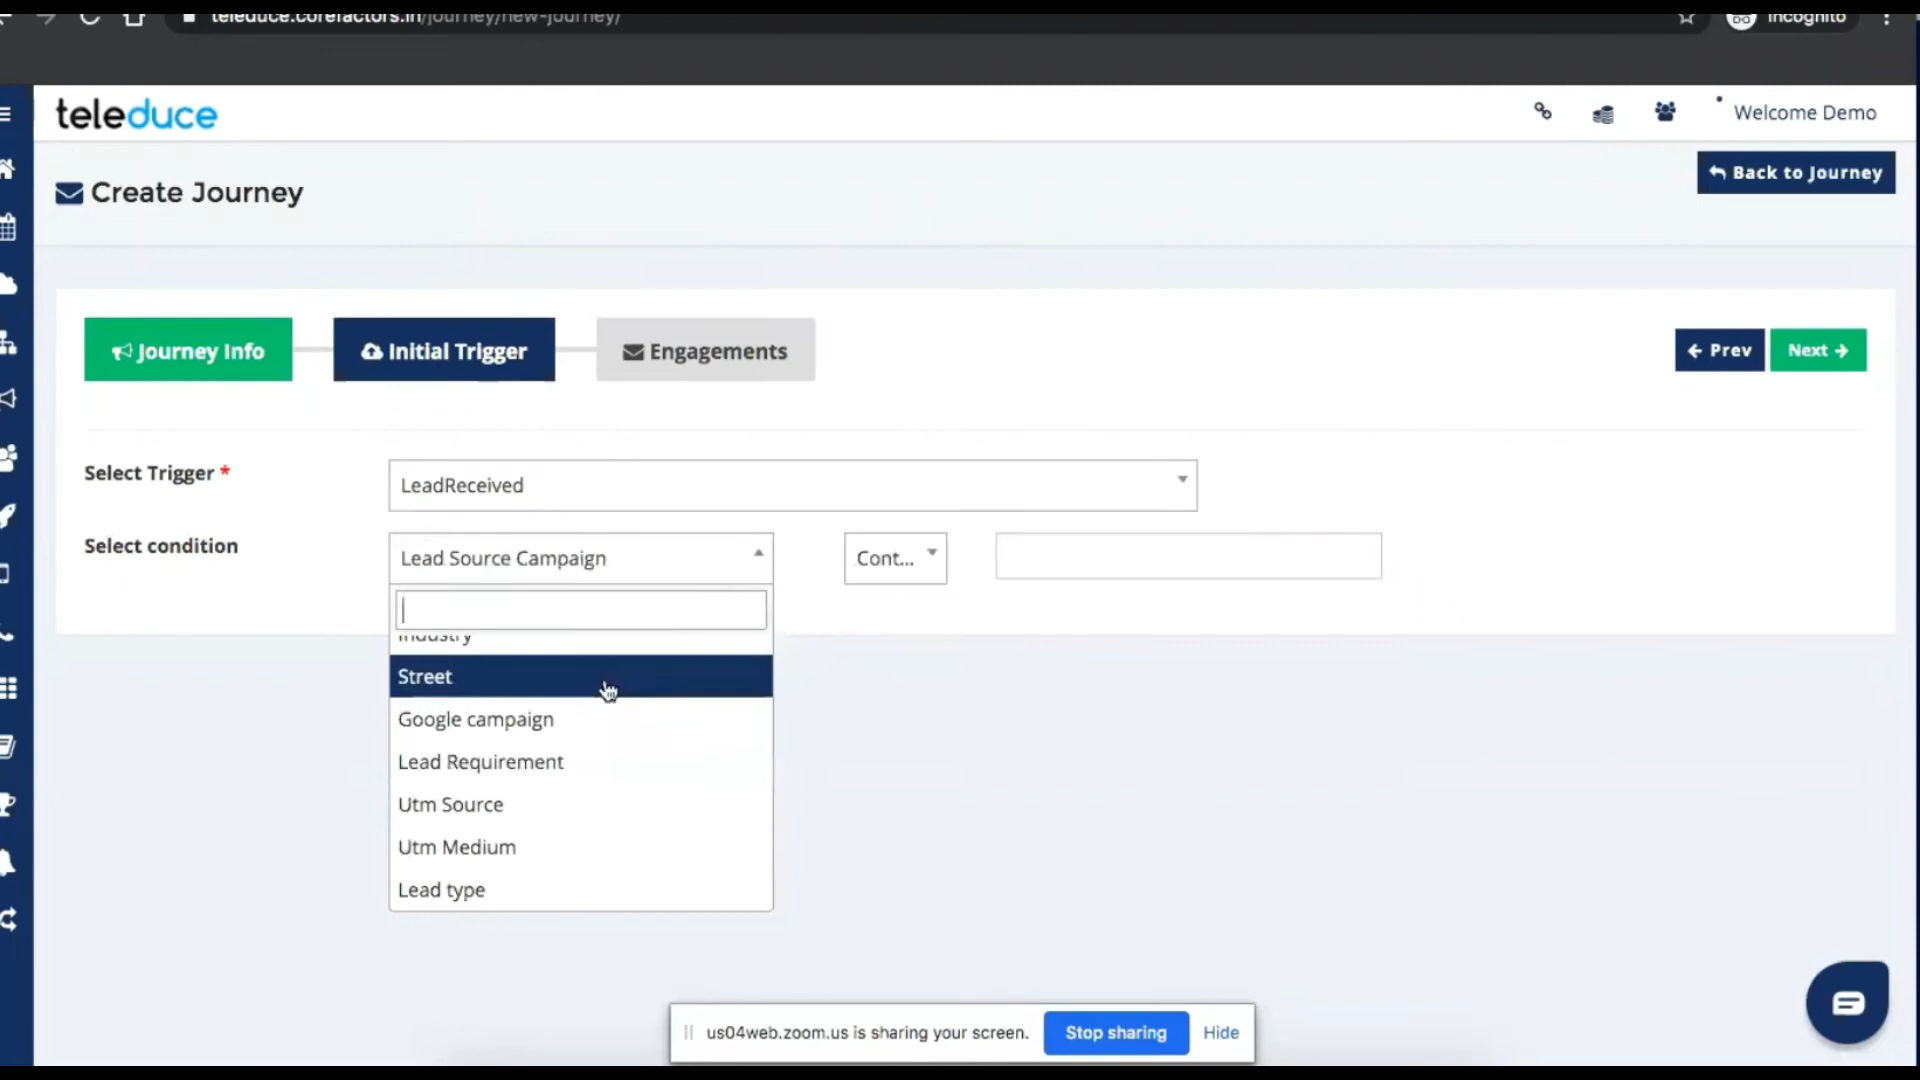 teleduce.corefactors.in/journey/new-journey/
Incognito
teleduce
Welcome Demo
Create Journey
Back to Journey
Journey Info
Initial Trigger
Engagements
Prev
Next
Select Trigger *
LeadReceived
Select condition
Lead Source Campaign
Cont...
Industry
Street
Google campaign
Lead Requirement
Utm Source
Utm Medium
Lead type
us04web.zoom.us is sharing your screen.
Stop sharing
Hide